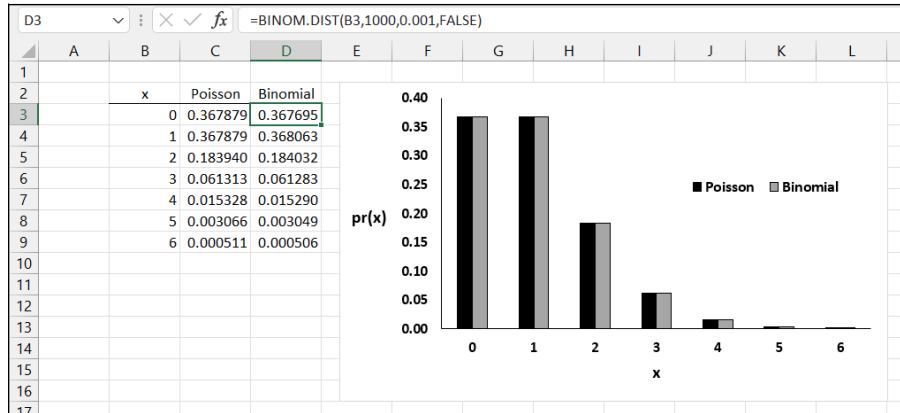 D3 fx =BINOM.DIST(B3,1000,0.001,FALSE)
A B C D E F G H I J K L
1
2 x Poisson Binomial
3 0 0.367879 0.367695
4 1 0.367879 0.368063
5 2 0.183940 0.184032
6 3 0.061313 0.061283
7 4 0.015328 0.015290
8 5 0.003066 0.003049
9 6 0.000511 0.000506
10
11
12
13
14
15
16
17
0.40
0.35
0.30
0.25
0.20
0.15
0.10
0.05
0.00
pr(x)
Poisson Binomial
0 1 2 3 4 5 6
x